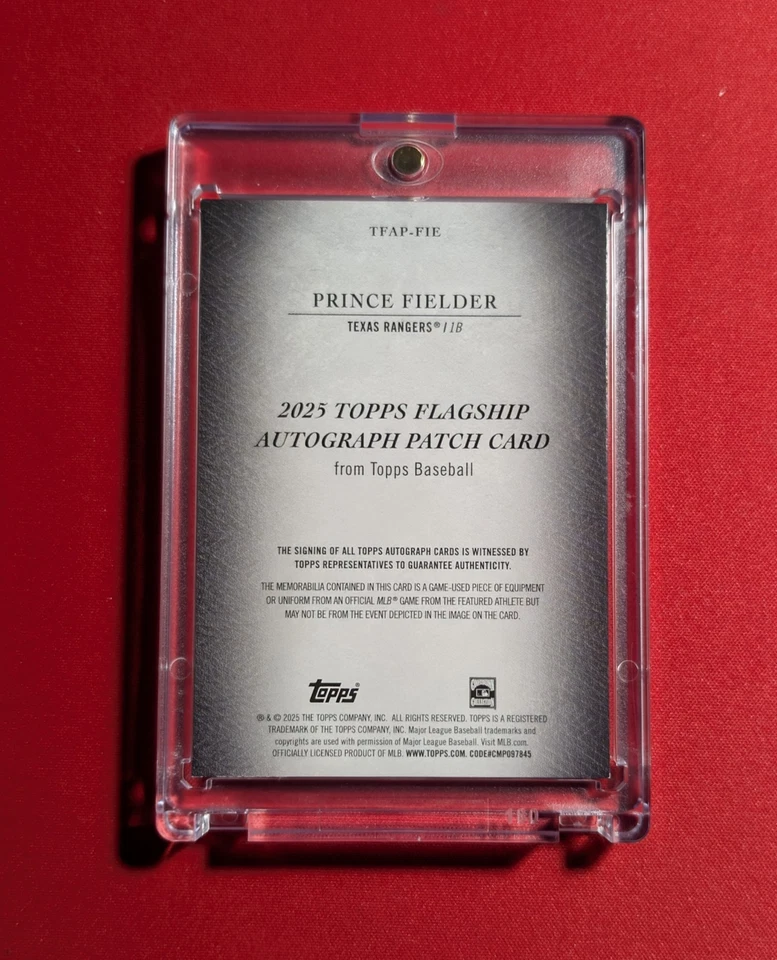 TFAP-FIE
PRINCE FIELDER
TEXAS RANGERS® / 1B
2025 TOPPS FLAGSHIP
AUTOGRAPH PATCH CARD
from Topps Baseball
THE SIGNING OF ALL TOPPS AUTOGRAPH CARDS IS WITNESSED BY
TOPPS REPRESENTATIVES TO GUARANTEE AUTHENTICITY.
THE MEMORABILIA CONTAINED IN THIS CARD IS A GAME-USED PIECE OF EQUIPMENT
OR UNIFORM FROM AN OFFICIAL MLB® GAME FROM THE FEATURED ATHLETE BUT
MAY NOT BE FROM THE EVENT DEPICTED IN THE IMAGE ON THE CARD.
Topps®
® & © 2025 THE TOPPS COMPANY, INC. ALL RIGHTS RESERVED. TOPPS IS A REGISTERED
TRADEMARK OF THE TOPPS COMPANY, INC. Major League Baseball trademarks and
copyrights are used with permission of Major League Baseball. Visit MLB.com.
OFFICIALLY LICENSED PRODUCT OF MLB. WWW.TOPPS.COM. CODE#CMP097845